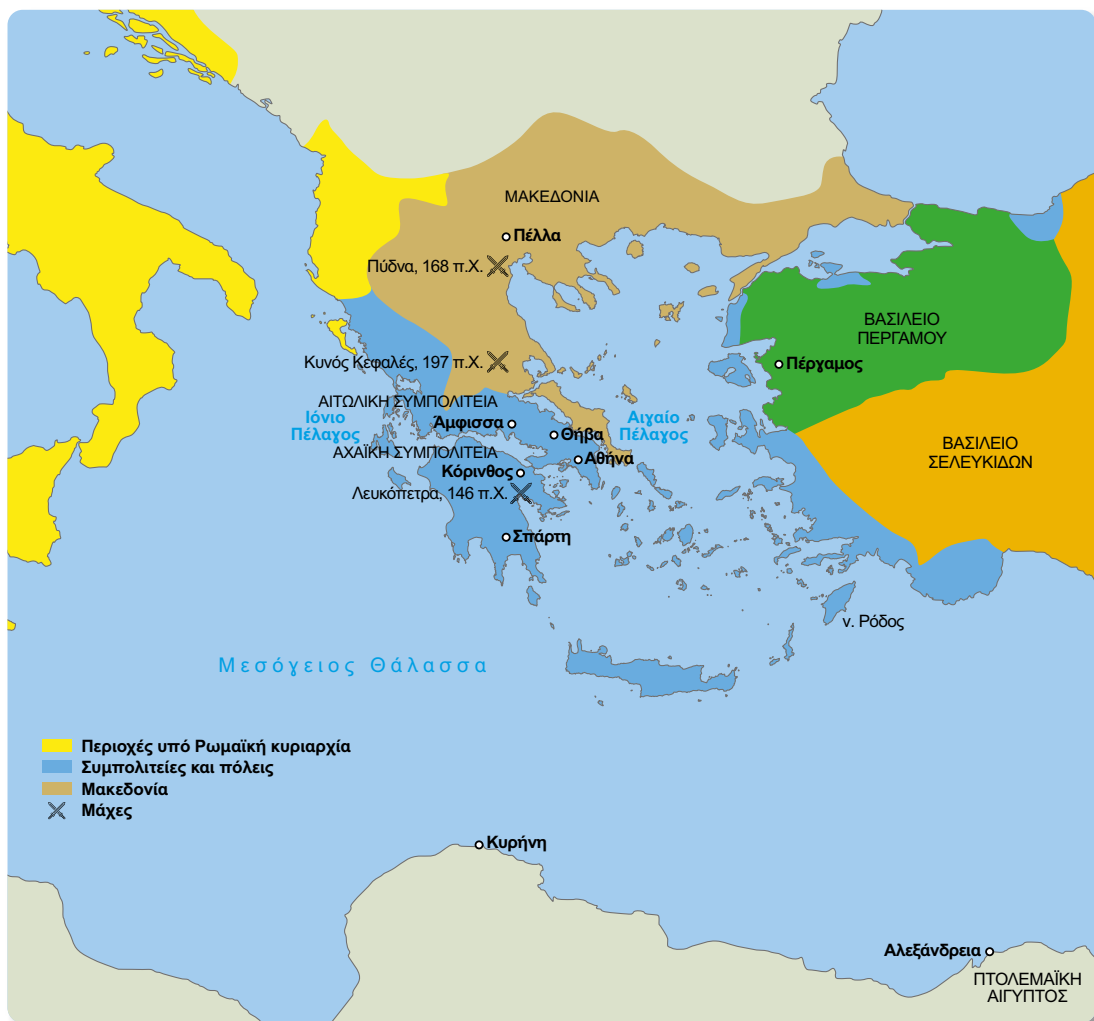 ΜΑΚΕΔΟΝΙΑ
Πέλλα
Πύδνα, 168 π.Χ.
ΒΑΣΙΛΕΙΟ
ΠΕΡΓΑΜΟΥ
Πέργαμος
Κυνός Κεφαλές, 197 π.Χ.
ΑΙΤΩΛΙΚΗ ΣΥΜΠΟΛΙΤΕΙΑ
Ιόνιο
Πέλαγος
Άμφισσα
Θήβα
Αιγαίο
Πέλαγος
ΑΧΑΪΚΗ ΣΥΜΠΟΛΙΤΕΙΑ
Αθήνα
Κόρινθος
ΒΑΣΙΛΕΙΟ
ΣΕΛΕΥΚΙΔΩΝ
Λευκόπετρα, 146 π.Χ.
Σπάρτη
ν. Ρόδος
Μεσόγειος Θάλασσα
Περιοχές υπό Ρωμαϊκή κυριαρχία
Συμπολιτείες και πόλεις
Μακεδονία
Μάχες
Κυρήνη
Αλεξάνδρεια
ΠΤΟΛΕΜΑΪΚΗ
ΑΙΓΥΠΤΟΣ